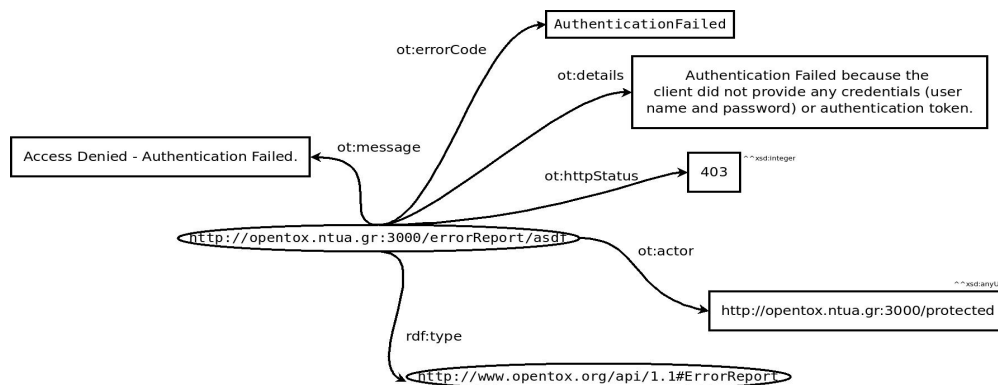 AuthenticationFailed
ot:errorCode
ot:details
Authentication Failed because the
client did not provide any credentials (user
name and password) or authentication token.
ot:message
Access Denied - Authentication Failed.
ot:httpStatus
403
^^xsd:integer
http://opentox.ntua.gr:3000/errorReport/asdf
ot:actor
^^xsd:anyU
http://opentox.ntua.gr:3000/protected
rdf:type
http://www.opentox.org/api/1.1#ErrorReport